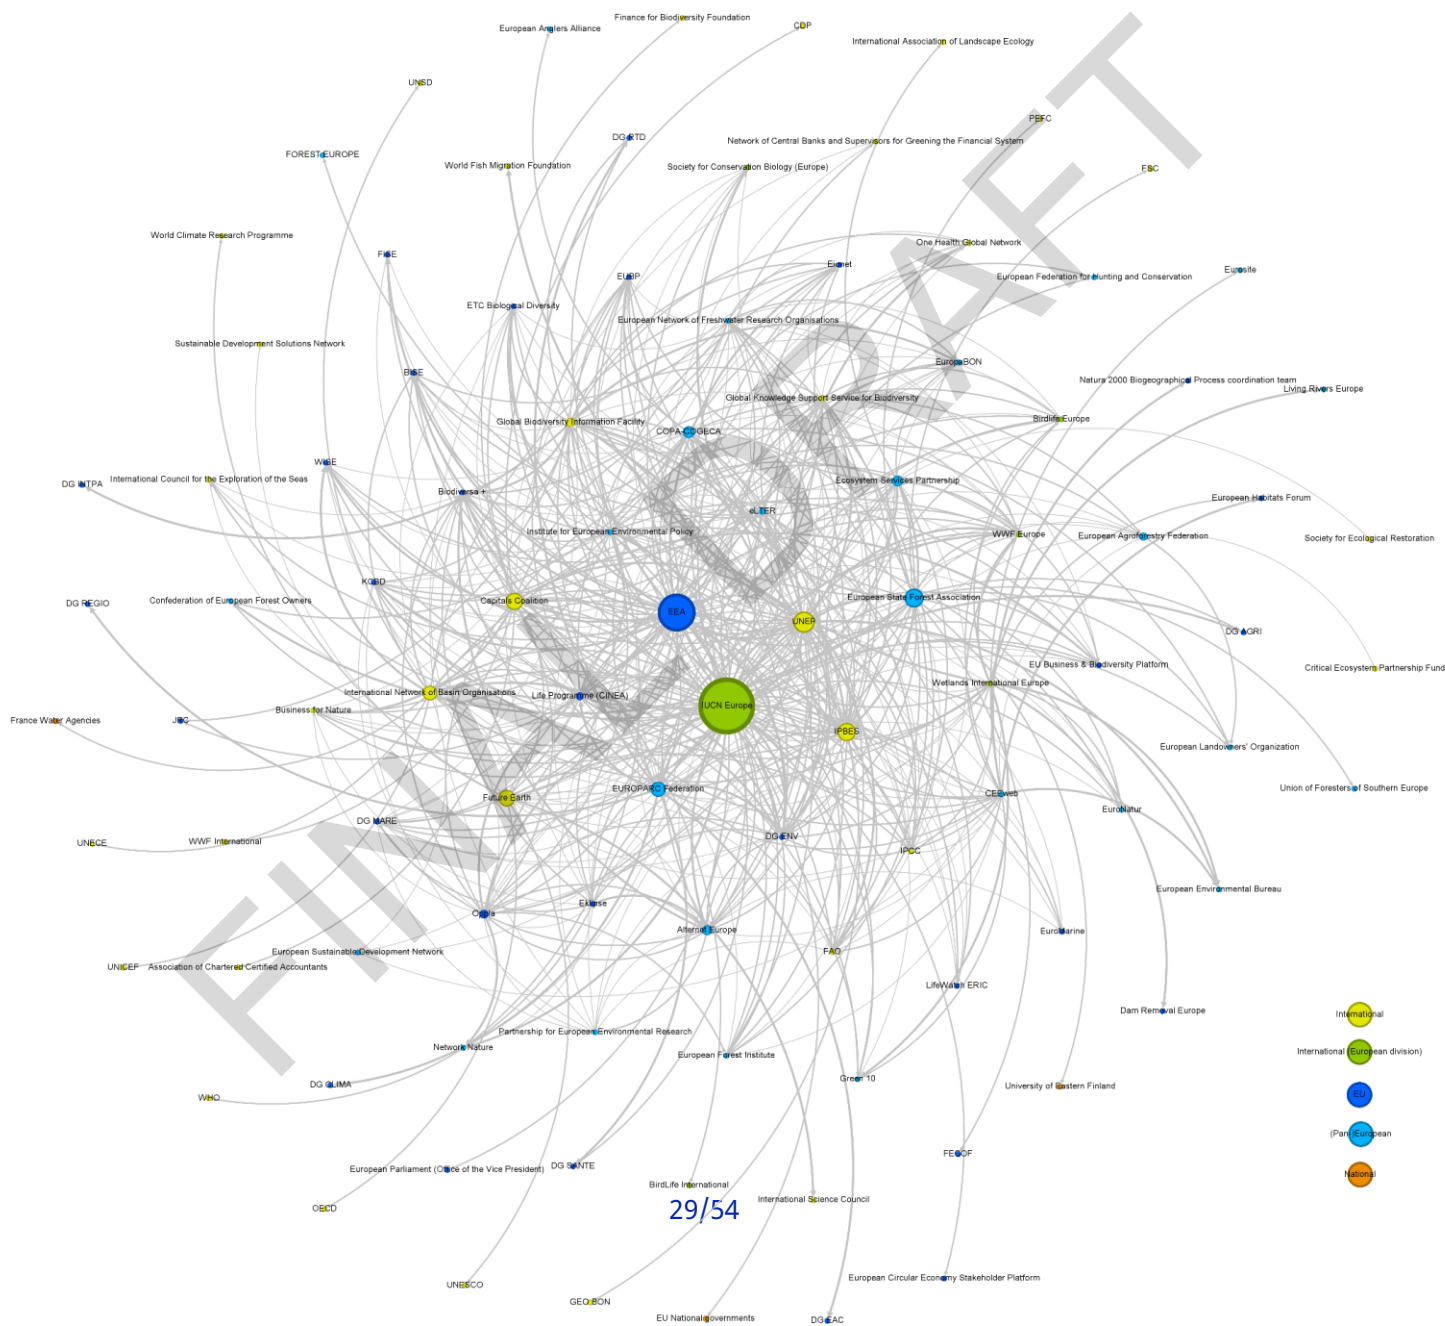 Finance for Biodiversity Foundation
European Anglers Alliance
CDP
International Association of Landscape Ecology
UNSD
PEFC
DG RTD
Network of Central Banks and Supervisors for Greening the Financial System
FOREST EUROPE
World Fish Migration Foundation
Society for Conservation Biology (Europe)
FSC
World Climate Research Programme
One Health Global Network
FISE
Eionet
EUBP
European Federation for Hunting and Conservation
Eurosite
ETC Biological Diversity
European Network of Freshwater Research Organisations
Sustainable Development Solutions Network
EuropaBON
BISE
Natura 2000 Biogeographical Process coordination team
Living Rivers Europe
Global Knowledge Support Service for Biodiversity
Global Biodiversity Information Facility
Birdlife Europe
COPA-COGECA
WISE
International Council for the Exploration of the Seas
Ecosystem Services Partnership
DG INTPA
Biodiversa +
European Habitats Forum
eLTER
Institute for European Environmental Policy
WWF Europe
European Agroforestry Federation
Society for Ecological Restoration
KCBD
DG REGIO
Confederation of European Forest Owners
Capitals Coalition
European State Forest Association
EEA
UNEP
DG AGRI
EU Business & Biodiversity Platform
Critical Ecosystem Partnership Fund
Wetlands International Europe
International Network of Basin Organisations
Life Programme (CINEA)
IUCN Europe
Business for Nature
France Water Agencies
JRC
IPBES
European Landowners' Organization
EUROPARC Federation
Union of Foresters of Southern Europe
CEEweb
Future Earth
EuroNatur
DG MARE
DG ENV
UNECE
WWF International
IPCC
European Environmental Bureau
Ekklise
Oppla
Alternet Europe
EuroMarine
European Sustainable Development Network
FAO
UNICEF
Association of Chartered Certified Accountants
LifeWatch ERIC
Dam Removal Europe
International
Partnership for European Environmental Research
Network Nature
European Forest Institute
International (European division)
Green 10
DG CLIMA
University of Eastern Finland
EU
WHO
(Pan-)European
FECOF
European Parliament (Office of the Vice President)
DG SANTE
National
BirdLife International
International Science Council
OECD
29/54
European Circular Economy Stakeholder Platform
UNESCO
GEO BON
EU National governments
DG EAC
FINAL DRAFT